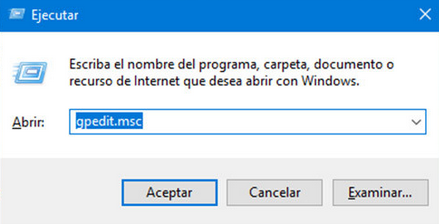 Ejecutar
Escriba el nombre del programa, carpeta, documento o
recurso de Internet que desea abrir con Windows.
Abrir: gpedit.msc
Aceptar Cancelar Examinar...